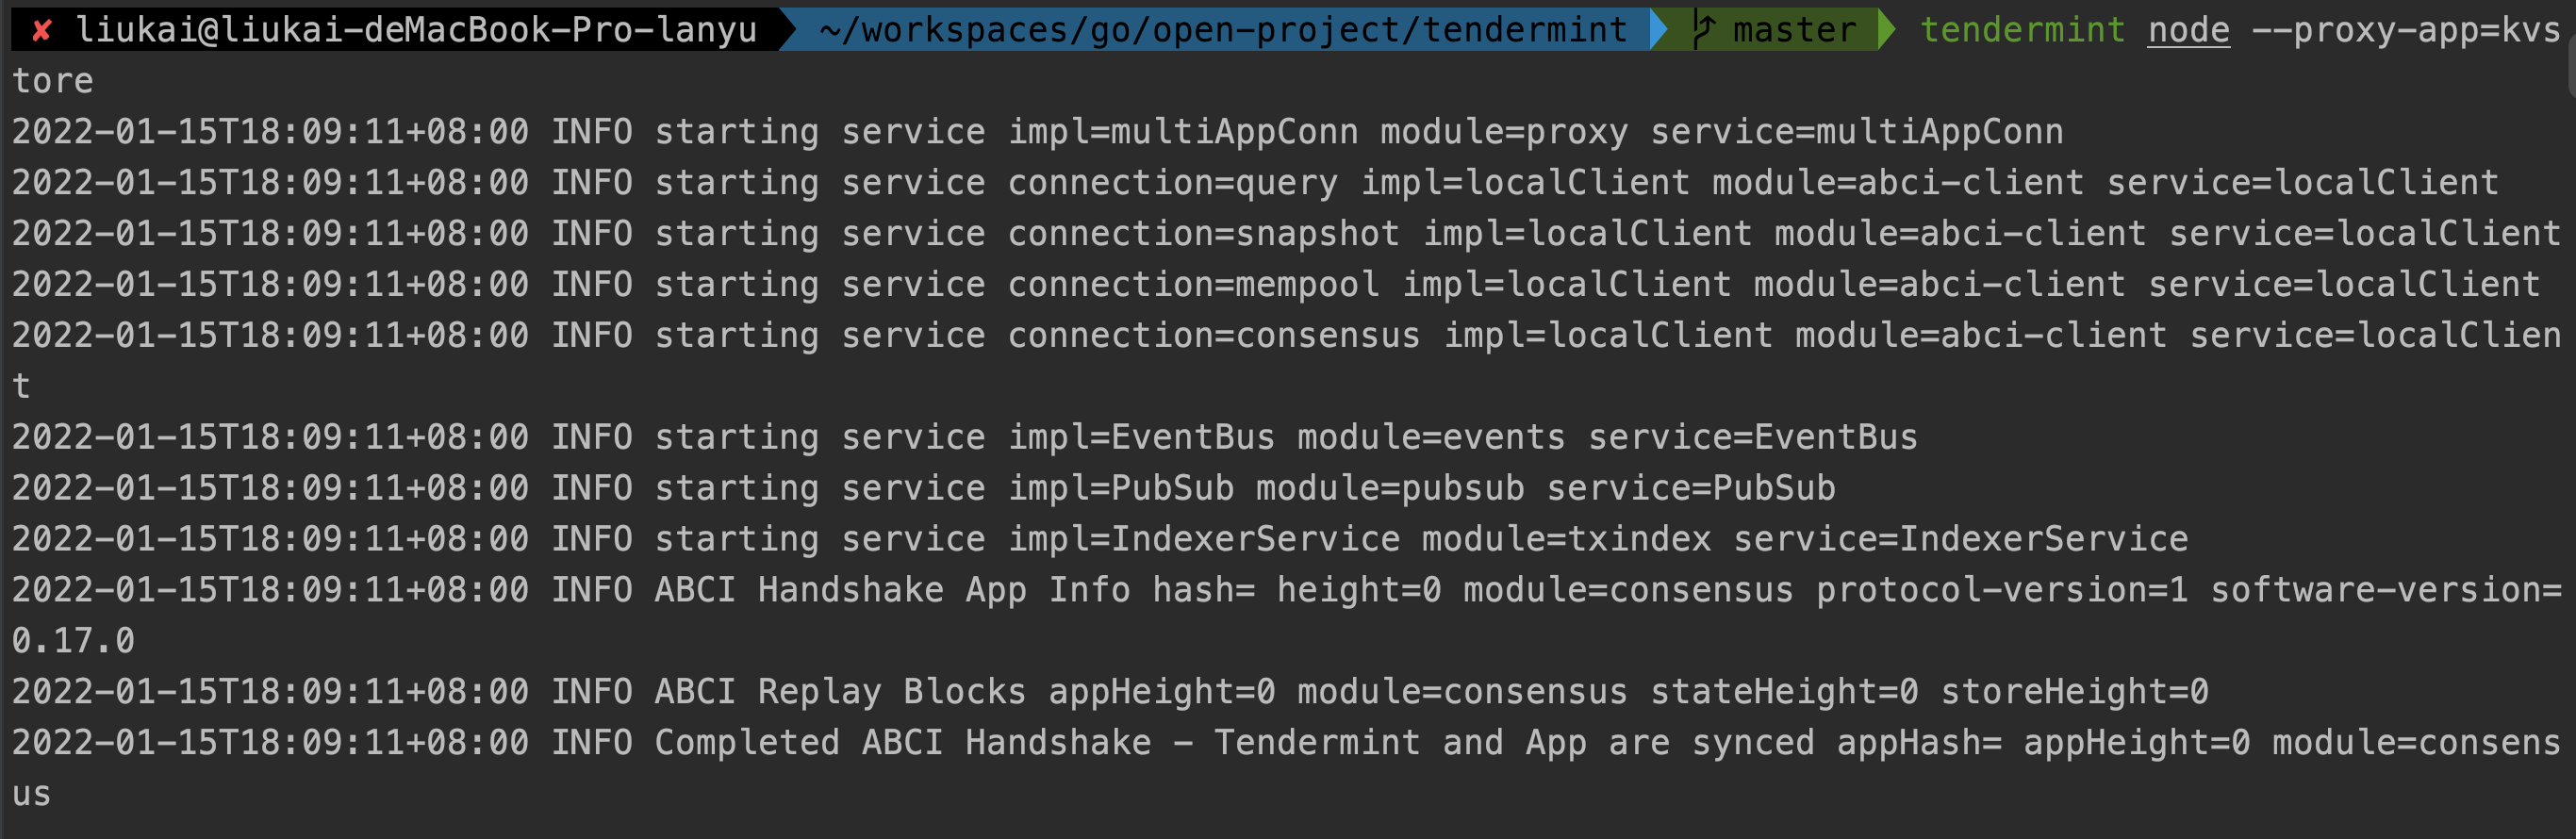 ✘ liukai@liukai-deMacBook-Pro-lanyu ~/workspaces/go/open-project/tendermint master tendermint node --proxy-app=kvs
tore
2022-01-15T18:09:11+08:00 INFO starting service impl=multiAppConn module=proxy service=multiAppConn
2022-01-15T18:09:11+08:00 INFO starting service connection=query impl=localClient module=abci-client service=localClient
2022-01-15T18:09:11+08:00 INFO starting service connection=snapshot impl=localClient module=abci-client service=localClient
2022-01-15T18:09:11+08:00 INFO starting service connection=mempool impl=localClient module=abci-client service=localClient
2022-01-15T18:09:11+08:00 INFO starting service connection=consensus impl=localClient module=abci-client service=localClien
t
2022-01-15T18:09:11+08:00 INFO starting service impl=EventBus module=events service=EventBus
2022-01-15T18:09:11+08:00 INFO starting service impl=PubSub module=pubsub service=PubSub
2022-01-15T18:09:11+08:00 INFO starting service impl=IndexerService module=txindex service=IndexerService
2022-01-15T18:09:11+08:00 INFO ABCI Handshake App Info hash= height=0 module=consensus protocol-version=1 software-version=
0.17.0
2022-01-15T18:09:11+08:00 INFO ABCI Replay Blocks appHeight=0 module=consensus stateHeight=0 storeHeight=0
2022-01-15T18:09:11+08:00 INFO Completed ABCI Handshake - Tendermint and App are synced appHash= appHeight=0 module=consens
us